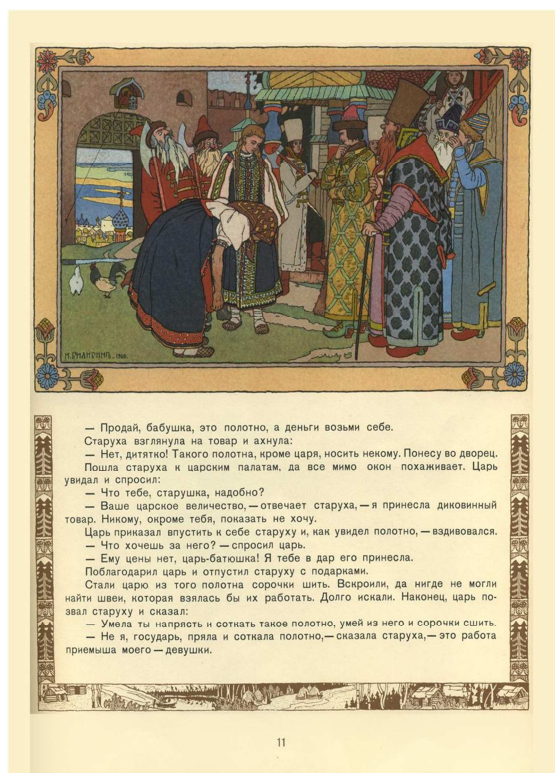 И. БИЛИБИНЪ. 1900.
— Продай, бабушка, это полотно, а деньги возьми себе.
Старуха взглянула на товар и ахнула:
— Нет, дитятко! Такого полотна, кроме царя, носить некому. Понесу во дворец.
Пошла старуха к царским палатам, да все мимо окон похаживает. Царь
увидал и спросил:
— Что тебе, старушка, надобно?
— Ваше царское величество,— отвечает старуха,— я принесла диковинный
товар. Никому, окроме тебя, показать не хочу.
Царь приказал впустить к себе старуху и, как увидел полотно,— вздивовался.
— Что хочешь за него? — спросил царь.
— Ему цены нет, царь-батюшка! Я тебе в дар его принесла.
Поблагодарил царь и отпустил старуху с подарками.
Стали царю из того полотна сорочки шить. Вскроили, да нигде не могли
найти швеи, которая взялась бы их работать. Долго искали. Наконец, царь по-
звал старуху и сказал:
— Умела ты напрясть и соткать такое полотно, умей из него и сорочки сшить.
— Не я, государь, пряла и соткала полотно,— сказала старуха,— это работа
приемыша моего — девушки.
11